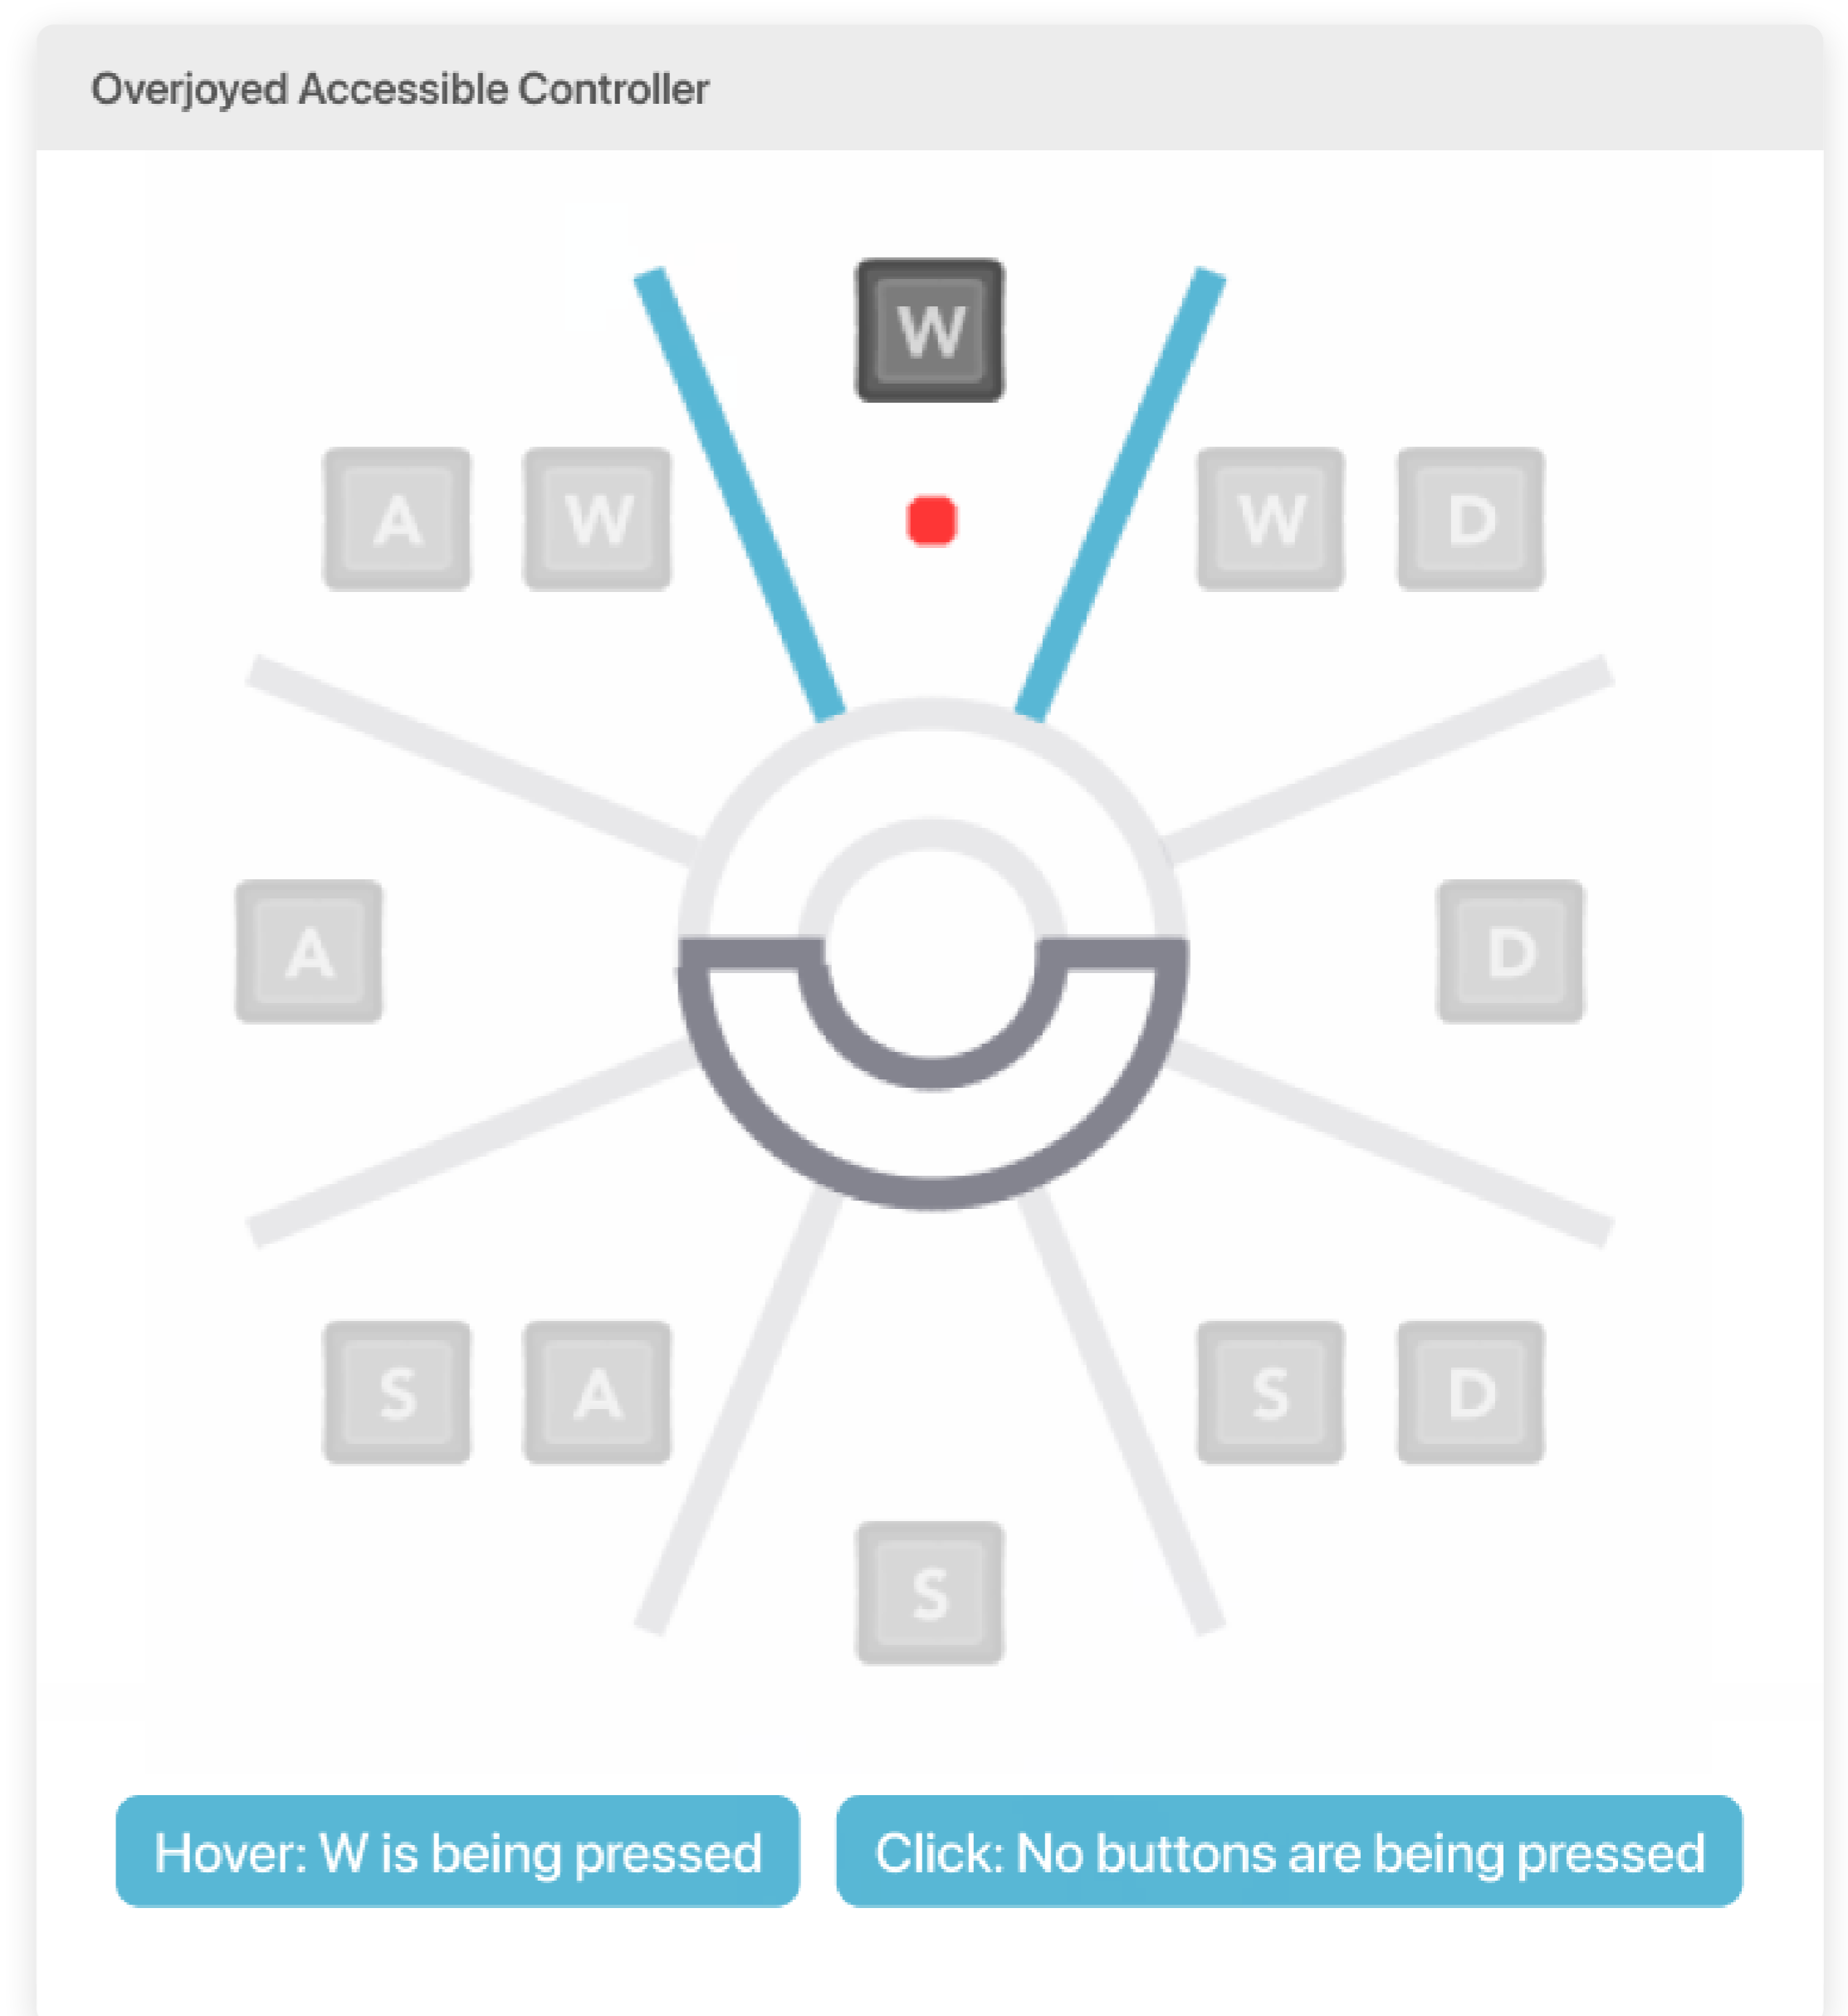 Overjoyed Accessible Controller
W
A W W D
A D
S A S D
S
Hover: W is being pressed Click: No buttons are being pressed